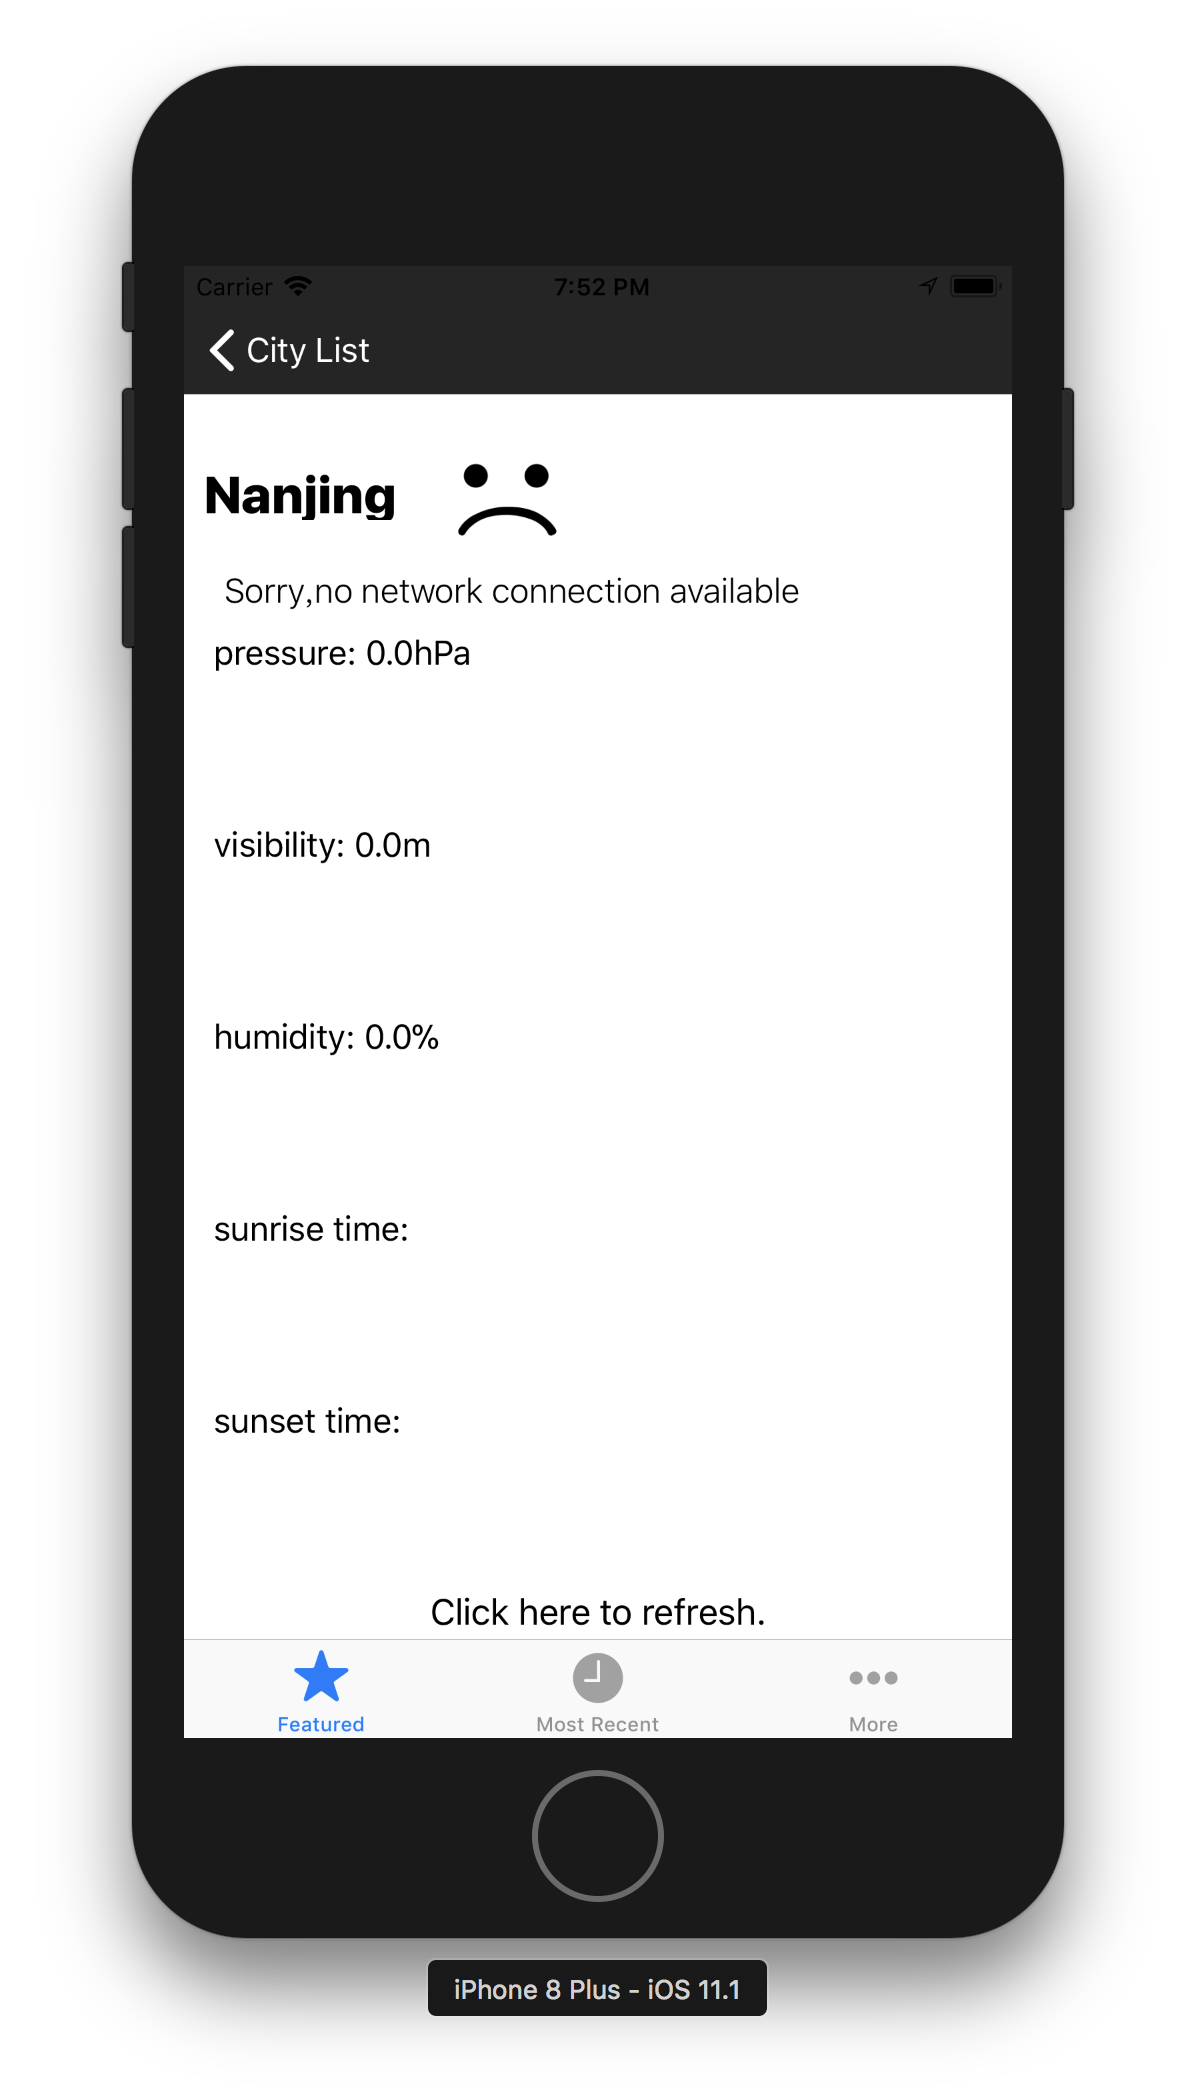 Carrier 7:52 PM
City List
Nanjing
Sorry,no network connection available
pressure: 0.0hPa
visibility: 0.0m
humidity: 0.0%
sunrise time:
sunset time:
Click here to refresh.
Featured Most Recent More
iPhone 8 Plus - iOS 11.1